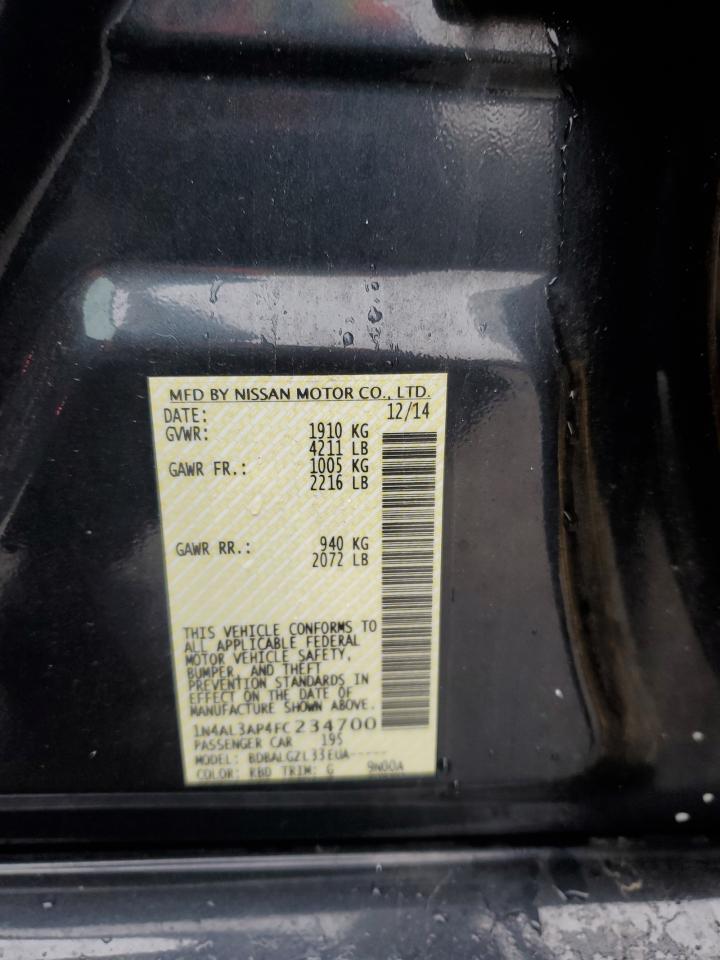 MFD BY NISSAN MOTOR CO., LTD.
DATE: 12/14
GVWR: 1910 KG
4211 LB
GAWR FR.: 1005 KG
2216 LB
GAWR RR.: 940 KG
2072 LB
THIS VEHICLE CONFORMS TO
ALL APPLICABLE FEDERAL
MOTOR VEHICLE SAFETY,
BUMPER, AND THEFT
PREVENTION STANDARDS IN
EFFECT ON THE DATE OF
MANUFACTURE SHOWN ABOVE.
1N4AL3AP4FC234700
PASSENGER CAR 195
MODEL: BDBALGZL33EUA-----
COLOR: RBD TRIM: G 9N00A